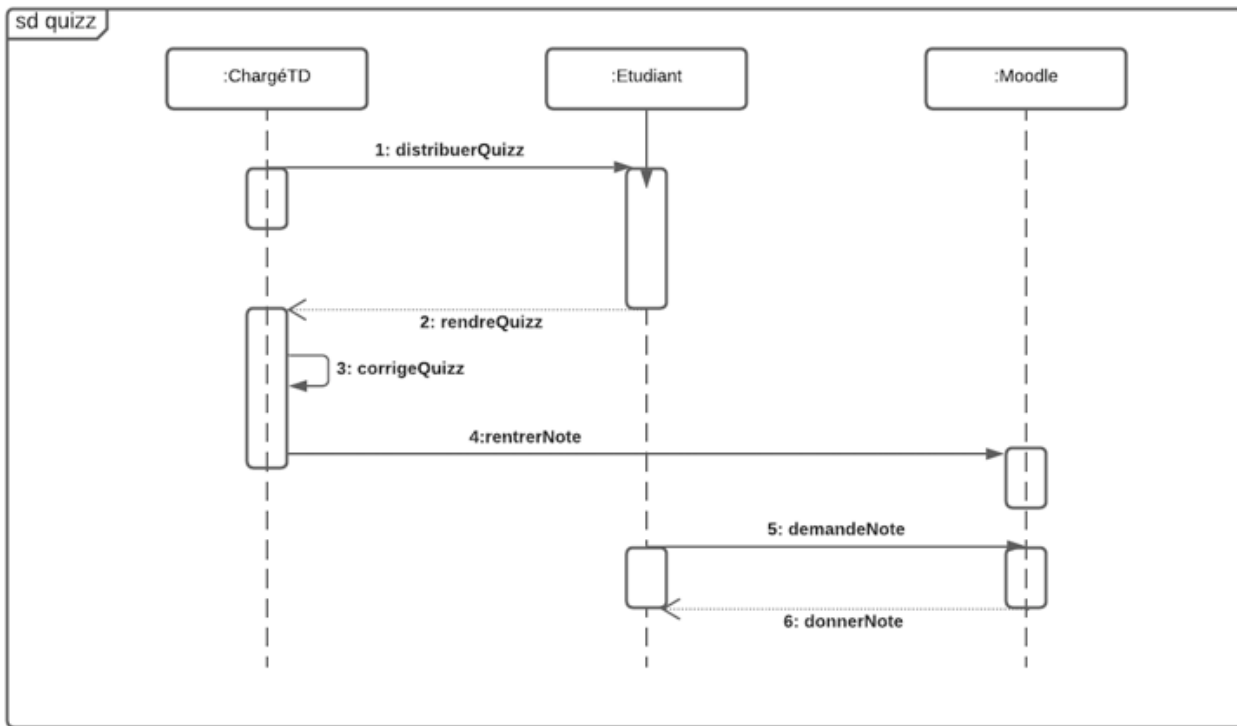 sd quizz
:ChargéTD
:Etudiant
:Moodle
1: distribuerQuizz
2: rendreQuizz
3: corrigeQuizz
4:rentrerNote
5: demandeNote
6: donnerNote